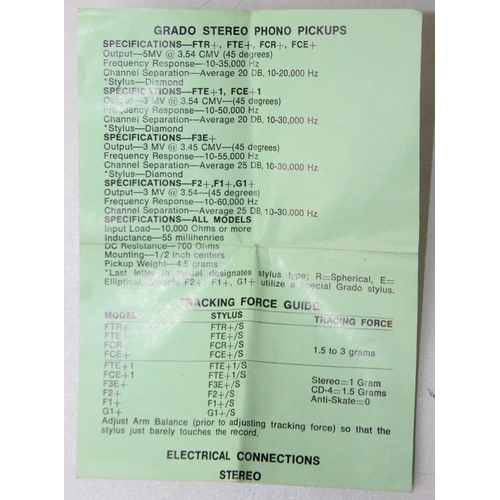 GRADO STEREO PHONO PICKUPS
SPECIFICATIONS—FTR+, FTE+, FCR+, FCE+
Output—5MV @ 3.54 CMV (45 degrees)
Frequency Response—10-35,000 Hz
Channel Separation—Average 20 DB, 10-20,000 Hz
*Stylus—Diamond
SPECIFICATIONS—FTE+1, FCE+1
Output—3 MV @ 3.54 CMV—(45 degrees)
Frequency Response—10-50,000 Hz
Channel Separation—Average 20 DB, 10-30,000 Hz
*Stylus—Diamond
SPECIFICATIONS—F3E+
Output—3 MV @ 3.45 CMV—(45 degrees)
Frequency Response—10-55,000 Hz
Channel Separation—Average 25 DB, 10-30,000 Hz
*Stylus—Diamond
SPECIFICATIONS—F2+, F1+, G1+
Output—3 MV @ 3.54—(45 degrees)
Frequency Response—10-60,000 Hz
Channel Separation—Average 25 DB, 10-30,000 Hz
SPECIFICATIONS—ALL MODELS
Input Load—10,000 Ohms or more
Inductance—55 millihenries
DC Resistance—700 Ohms
Mounting—1/2 inch centers
Pickup Weight—4.5 grams
*Last letter in model designates stylus type; R=Spherical, E=
Elliptical. Models F2+, F1+, G1+ utilize a special Grado stylus.
TRACKING FORCE GUIDE
MODEL STYLUS TRACING FORCE
FTR+ FTR+/S
FTE+ FTE+/S
FCR+ FCR+/S 1.5 to 3 grams
FCE+ FCE+/S
FTE+1 FTE+1/S
FCE+1 FCE+1/S Stereo=1 Gram
F3E+ F3E+/S CD-4=1.5 Grams
F2+ F2+/S Anti-Skate=0
F1+ F1+/S
G1+ G1+/S
Adjust Arm Balance (prior to adjusting tracking force) so that the
stylus just barely touches the record.
ELECTRICAL CONNECTIONS
STEREO